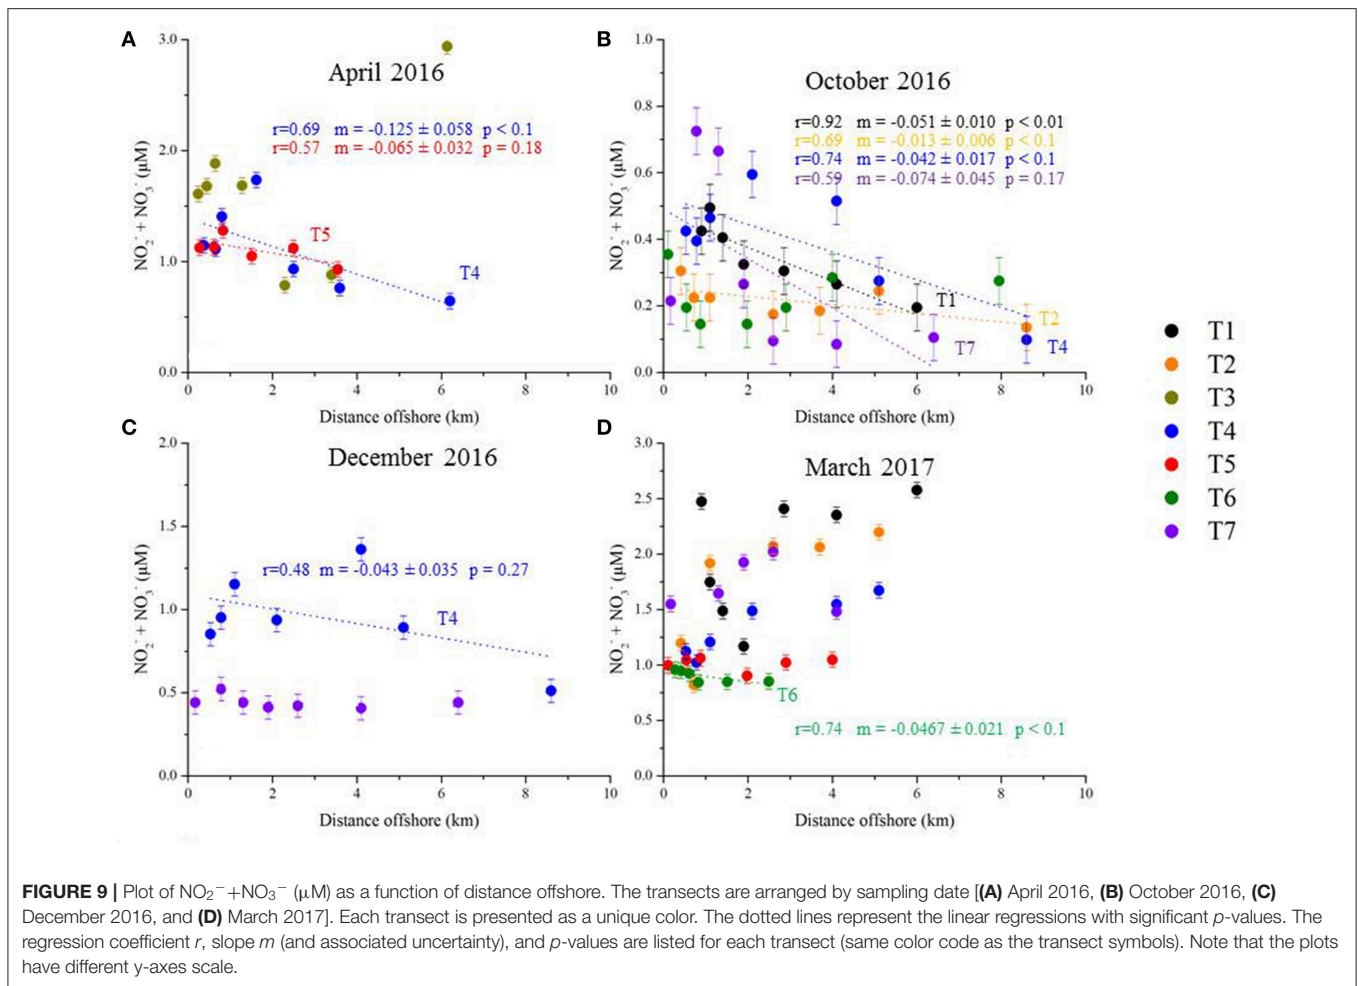 A
April 2016
r=0.69 m = -0.125 ± 0.058 p < 0.1
r=0.57 m = -0.065 ± 0.032 p = 0.18
T5
T4
3.0
2.0
1.0
0.0
NO2- + NO3- (μM)
0 2 4 6 8 10
Distance offshore (km)
B
October 2016
r=0.92 m = -0.051 ± 0.010 p < 0.01
r=0.69 m = -0.013 ± 0.006 p < 0.1
r=0.74 m = -0.042 ± 0.017 p < 0.1
r=0.59 m = -0.074 ± 0.045 p = 0.17
T1
T2
T7
T4
1.0
0.8
0.6
0.4
0.2
0.0
NO2- + NO3- (μM)
0 2 4 6 8 10
Distance offshore (km)
C
December 2016
r=0.48 m = -0.043 ± 0.035 p = 0.27
T4
2.0
1.5
1.0
0.5
0.0
NO2- + NO3- (μM)
0 2 4 6 8 10
Distance offshore (km)
D
March 2017
T6
r=0.74 m = -0.0467 ± 0.021 p < 0.1
3.0
2.5
2.0
1.5
1.0
0.5
0.0
NO2- + NO3- (μM)
0 2 4 6 8 10
Distance offshore (km)
T1
T2
T3
T4
T5
T6
T7
FIGURE 9 | Plot of NO₂⁻+NO₃⁻ (μM) as a function of distance offshore. The transects are arranged by sampling date [(A) April 2016, (B) October 2016, (C)
December 2016, and (D) March 2017]. Each transect is presented as a unique color. The dotted lines represent the linear regressions with significant p-values. The
regression coefficient r, slope m (and associated uncertainty), and p-values are listed for each transect (same color code as the transect symbols). Note that the plots
have different y-axes scale.